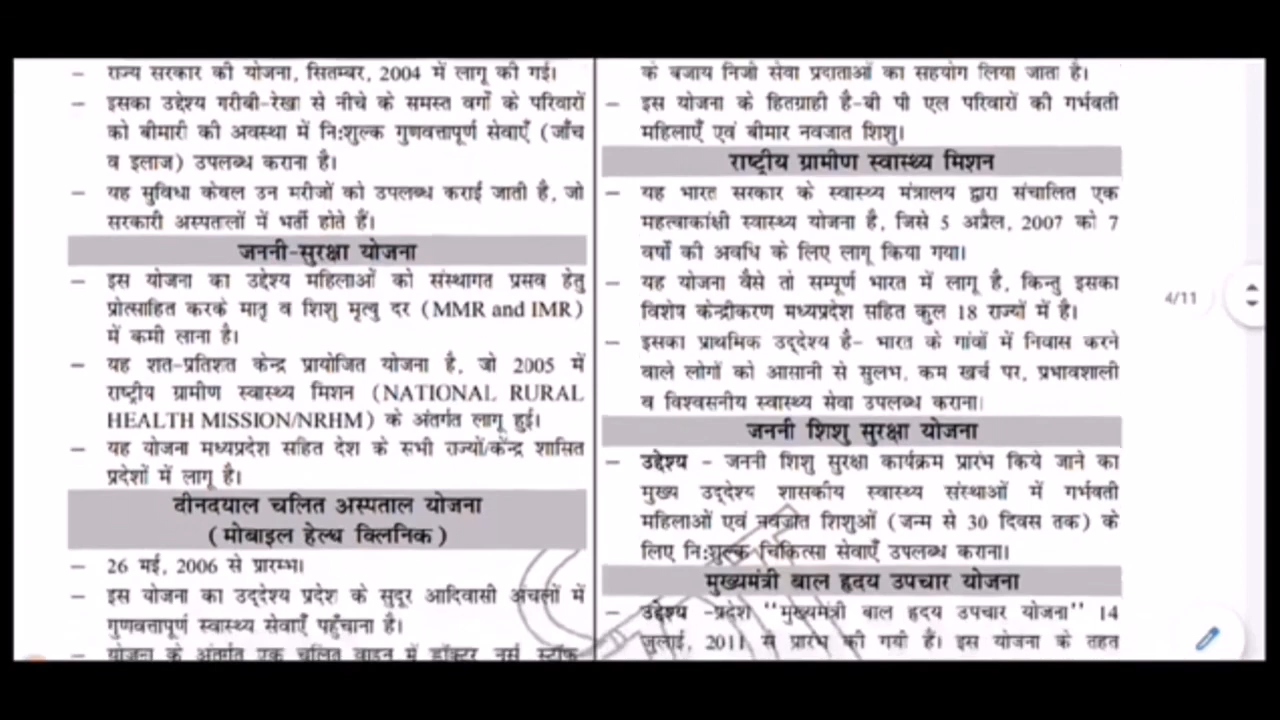 – राज्य सरकार की योजना, सितम्बर, 2004 में लागू की गई।
– इसका उद्देश्य गरीबी-रेखा से नीचे के समस्त वर्गों के परिवारों
को बीमारी की अवस्था में नि:शुल्क गुणवत्तापूर्ण सेवाएँ (जाँच
व इलाज) उपलब्ध कराना है।
– यह सुविधा केवल उन मरीजों को उपलब्ध कराई जाती है, जो
सरकारी अस्पतालों में भर्ती होते हैं।
जननी-सुरक्षा योजना
– इस योजना का उद्देश्य महिलाओं को संस्थागत प्रसव हेतु
प्रोत्साहित करके मातृ व शिशु मृत्यु दर (MMR and IMR)
में कमी लाना है।
– यह शत-प्रतिशत केन्द्र प्रायोजित योजना है, जो 2005 में
राष्ट्रीय ग्रामीण स्वास्थ्य मिशन (NATIONAL RURAL
HEALTH MISSION/NRHM) के अंतर्गत लागू हुई।
– यह योजना मध्यप्रदेश सहित देश के सभी राज्यों/केन्द्र शासित
प्रदेशों में लागू है।
दीनदयाल चलित अस्पताल योजना
(मोबाइल हेल्थ क्लिनिक)
– 26 मई, 2006 से प्रारम्भ।
– इस योजना का उद्देश्य प्रदेश के सुदूर आदिवासी अंचलों में
गुणवत्तापूर्ण स्वास्थ्य सेवाएँ पहुँचाना है।
– योजना के अंतर्गत एक चलित वाहन में डॉक्टर नर्स
के बजाय निजी सेवा प्रदाताओं का सहयोग लिया जाता है।
– इस योजना के हितग्राही है-बी पी एल परिवारों की गर्भवती
महिलाएँ एवं बीमार नवजात शिशु।
राष्ट्रीय ग्रामीण स्वास्थ्य मिशन
– यह भारत सरकार के स्वास्थ्य मंत्रालय द्वारा संचालित एक
महत्वाकांक्षी स्वास्थ्य योजना है, जिसे 5 अप्रैल, 2007 को 7
वर्षों की अवधि के लिए लागू किया गया।
– यह योजना वैसे तो सम्पूर्ण भारत में लागू है, किन्तु इसका
विशेष केन्द्रीकरण मध्यप्रदेश सहित कुल 18 राज्यों में है।
– इसका प्राथमिक उद्देश्य है- भारत के गांवों में निवास करने
वाले लोगों को आसानी से सुलभ, कम खर्च पर, प्रभावशाली
व विश्वसनीय स्वास्थ्य सेवा उपलब्ध कराना।
जननी शिशु सुरक्षा योजना
– उद्देश्य - जननी शिशु सुरक्षा कार्यक्रम प्रारंभ किये जाने का
मुख्य उद्देश्य शासकीय स्वास्थ्य संस्थाओं में गर्भवती
महिलाओं एवं नवजात शिशुओं (जन्म से 30 दिवस तक) के
लिए नि:शुल्क चिकित्सा सेवाएँ उपलब्ध कराना।
मुख्यमंत्री बाल हृदय उपचार योजना
– उद्देश्य -प्रदेश "मुख्यमंत्री बाल हृदय उपचार योजना" 14
जुलाई, 2011 से प्रारंभ की गयी है। इस योजना के तहत
4/11